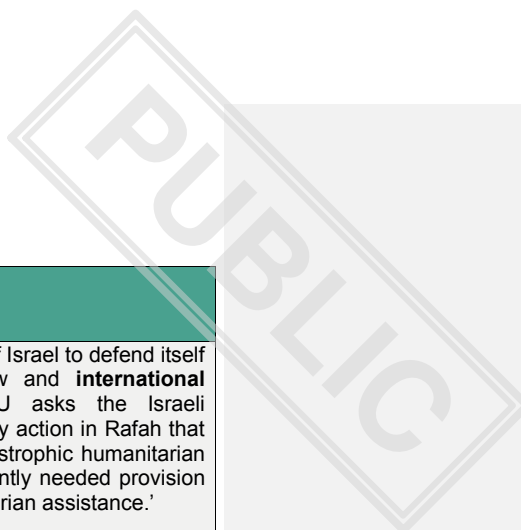 PUBLIC
f Israel to defend itself
w and international
U asks the Israeli
y action in Rafah that
strophic humanitarian
ntly needed provision
rian assistance.’